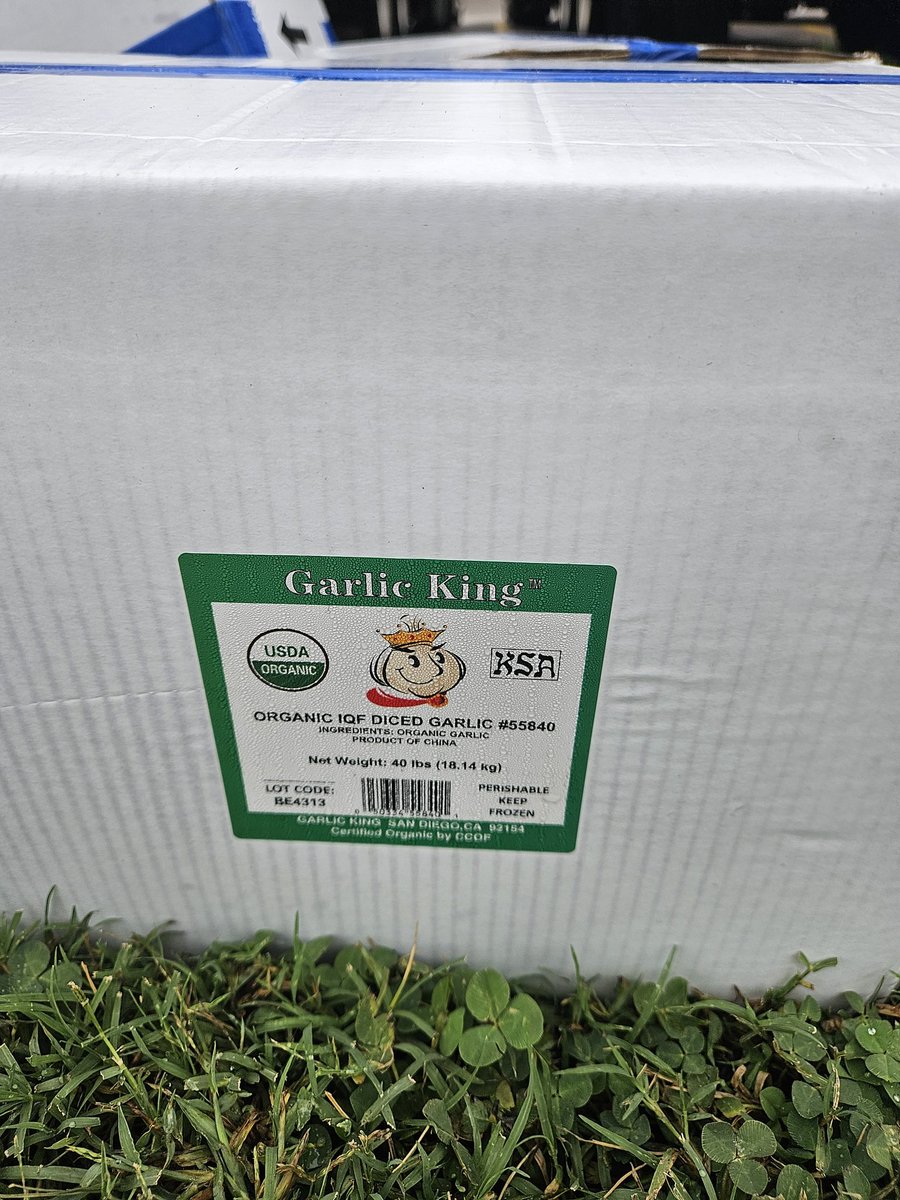 Garlic King™
USDA
ORGANIC
KSA
ORGANIC IQF DICED GARLIC #55840
INGREDIENTS: ORGANIC GARLIC
PRODUCT OF CHINA
Net Weight: 40 lbs (18.14 kg)
LOT CODE:
BE4313
PERISHABLE
KEEP
FROZEN
GARLIC KING SAN DIEGO,CA 92154
Certified Organic by CCOF